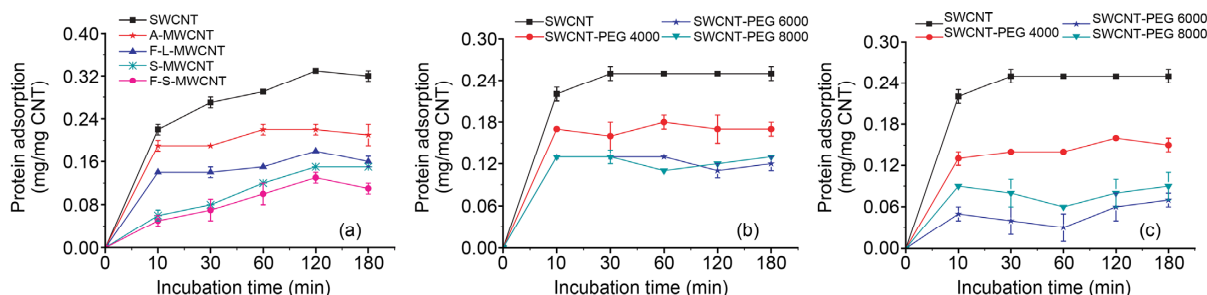 SWCNT
A-MWCNT
F-L-MWCNT
S-MWCNT
F-S-MWCNT
0.40
0.32
0.24
0.16
0.08
0.00
Protein adsorption
(mg/mg CNT)
(a)
0 10 30 60 120 180
Incubation time (min)
SWCNT SWCNT-PEG 6000
SWCNT-PEG 4000 SWCNT-PEG 8000
0.30
0.24
0.18
0.12
0.06
0.00
Protein adsorption
(mg/mg CNT)
(b)
0 10 30 60 120 180
Incubation time (min)
SWCNT SWCNT-PEG 6000
SWCNT-PEG 4000 SWCNT-PEG 8000
0.30
0.24
0.18
0.12
0.06
0.00
Protein adsorption
(mg/mg CNT)
(c)
0 10 30 60 120 180
Incubation time (min)